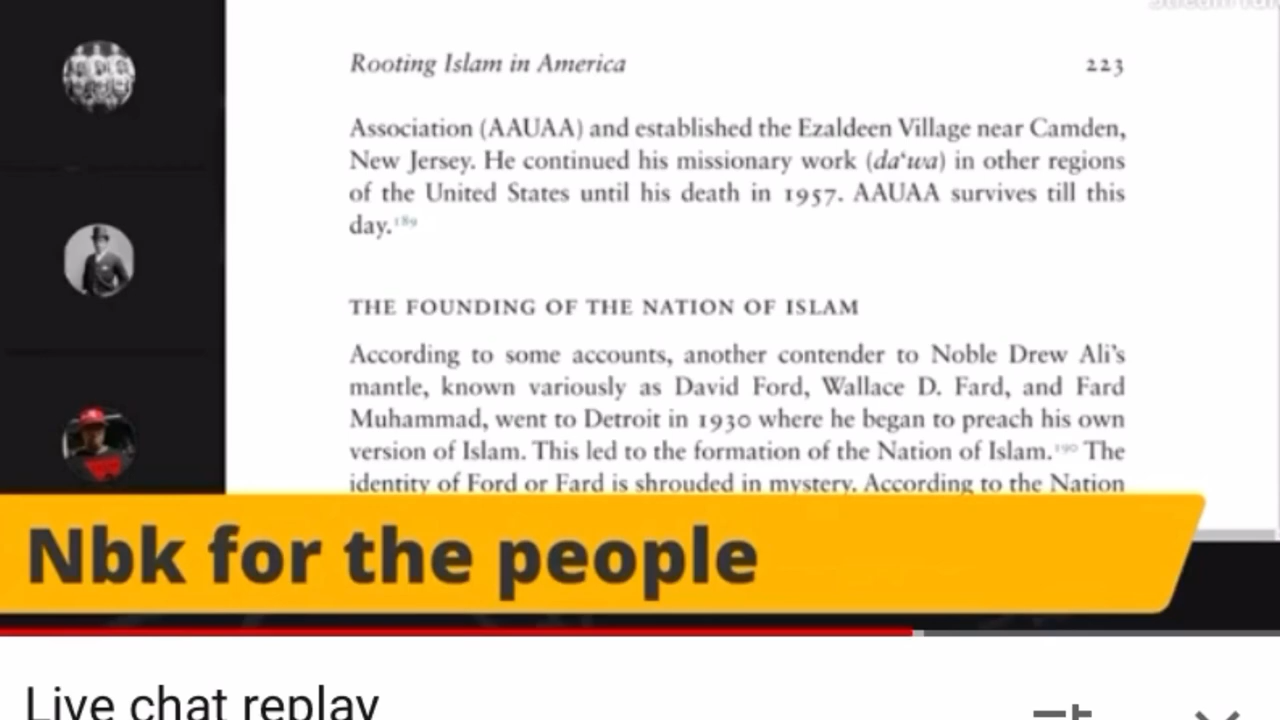 Rooting Islam in America 223
Association (AAUAA) and established the Ezaldeen Village near Camden,
New Jersey. He continued his missionary work (da‘wa) in other regions
of the United States until his death in 1957. AAUAA survives till this
day.189
THE FOUNDING OF THE NATION OF ISLAM
According to some accounts, another contender to Noble Drew Ali’s
mantle, known variously as David Ford, Wallace D. Fard, and Fard
Muhammad, went to Detroit in 1930 where he began to preach his own
version of Islam. This led to the formation of the Nation of Islam.190 The
identity of Ford or Fard is shrouded in mystery. According to the Nation
Nbk for the people
Live chat replay